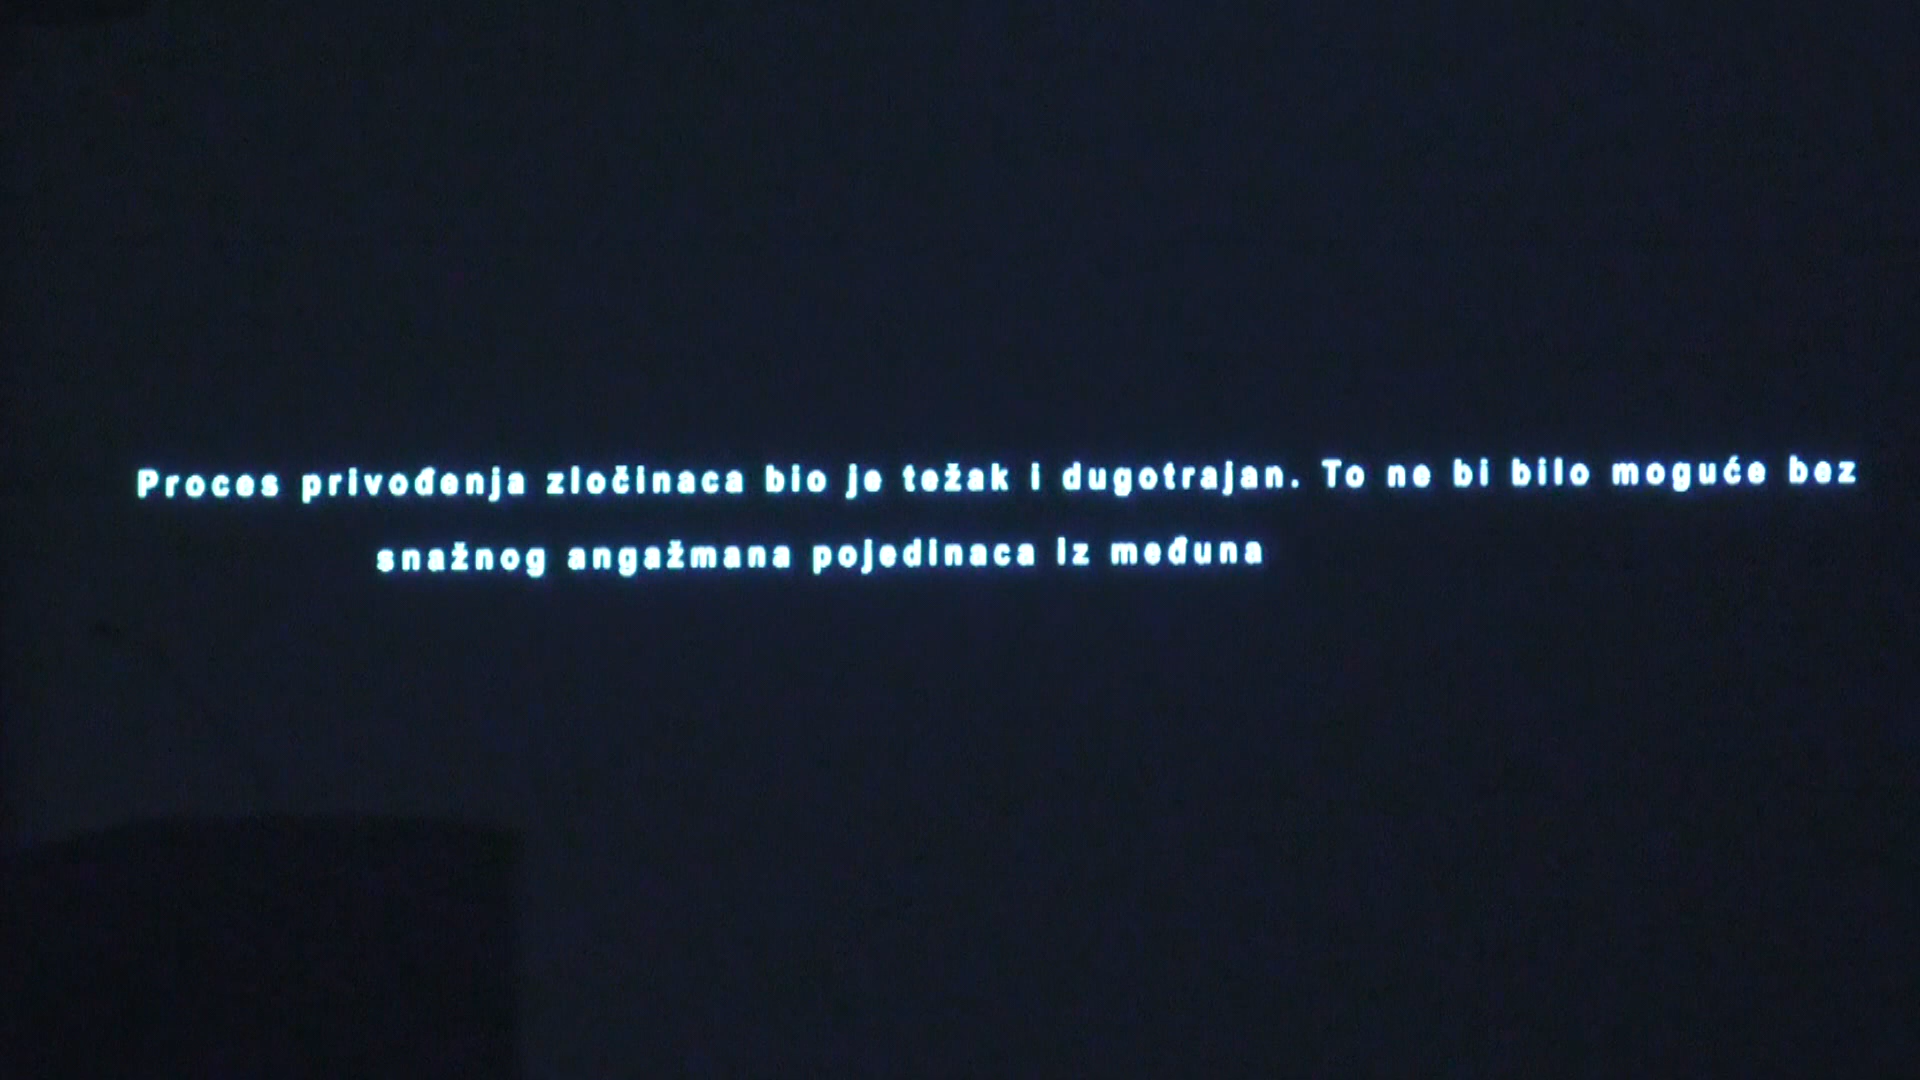 Proces privođenja zločinaca bio je težak i dugotrajan. To ne bi bilo moguće bez
snažnog angažmana pojedinaca iz međuna